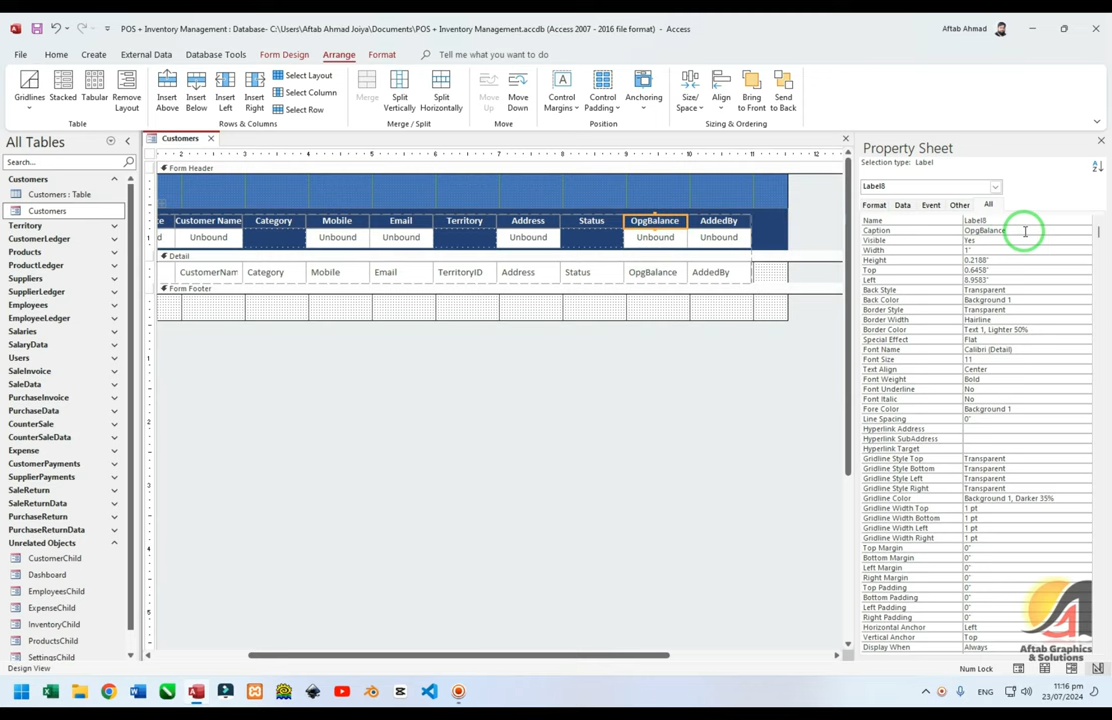 POS + Inventory Management : Database- C:\Users\Aftab Ahmad Joiya\Documents\POS + Inventory Management.accdb (Access 2007 - 2016 file format) - Access
Aftab Ahmad
File Home Create External Data Database Tools Form Design Arrange Format Tell me what you want to do
Gridlines Stacked Tabular Remove Layout
Table
Insert Above Insert Below Insert Left Insert Right
Select Layout
Select Column
Select Row
Rows & Columns
Merge Split Vertically Split Horizontally
Merge / Split
Move Up Move Down
Move
Control Margins Control Padding Anchoring
Position
Size/Space Align Bring to Front Send to Back
Sizing & Ordering
All Tables
Search...
Customers
Customers : Table
Customers
Territory
CustomerLedger
Products
ProductLedger
Suppliers
SupplierLedger
Employees
EmployeeLedger
Salaries
SalaryData
Users
SaleInvoice
SaleData
PurchaseInvoice
PurchaseData
CounterSale
CounterSaleData
Expense
CustomerPayments
SupplierPayments
SaleReturn
SaleReturnData
PurchaseReturn
PurchaseReturnData
Unrelated Objects
CustomerChild
Dashboard
EmployeesChild
ExpenseChild
InventoryChild
ProductsChild
SettingsChild
Customers
2 3 4 5 6 7 8 9 10 11 12
Form Header
Customer Name Category Mobile Email Territory Address Status OpgBalance AddedBy
Unbound Unbound Unbound Unbound Unbound Unbound
Detail
CustomerNam Category Mobile Email TerritoryID Address Status OpgBalance AddedBy
Form Footer
Property Sheet
Selection type: Label
Label8
Format Data Event Other All
Name Label8
Caption OpgBalance
Visible Yes
Width 1"
Height 0.2188"
Top 0.6458"
Left 8.9583"
Back Style Transparent
Back Color Background 1
Border Style Transparent
Border Width Hairline
Border Color Text 1, Lighter 50%
Special Effect Flat
Font Name Calibri (Detail)
Font Size 11
Text Align Center
Font Weight Bold
Font Underline No
Font Italic No
Fore Color Background 1
Line Spacing 0"
Hyperlink Address
Hyperlink SubAddress
Hyperlink Target
Gridline Style Top Transparent
Gridline Style Bottom Transparent
Gridline Style Left Transparent
Gridline Style Right Transparent
Gridline Color Background 1, Darker 35%
Gridline Width Top 1 pt
Gridline Width Bottom 1 pt
Gridline Width Left 1 pt
Gridline Width Right 1 pt
Top Margin 0"
Bottom Margin 0"
Left Margin 0"
Right Margin 0"
Top Padding 0"
Bottom Padding 0"
Left Padding 0"
Right Padding 0"
Horizontal Anchor Left
Vertical Anchor Top
Display When Always
Aftab Graphics
& Solutions
Design View
Num Lock
ENG
11:16 pm
23/07/2024